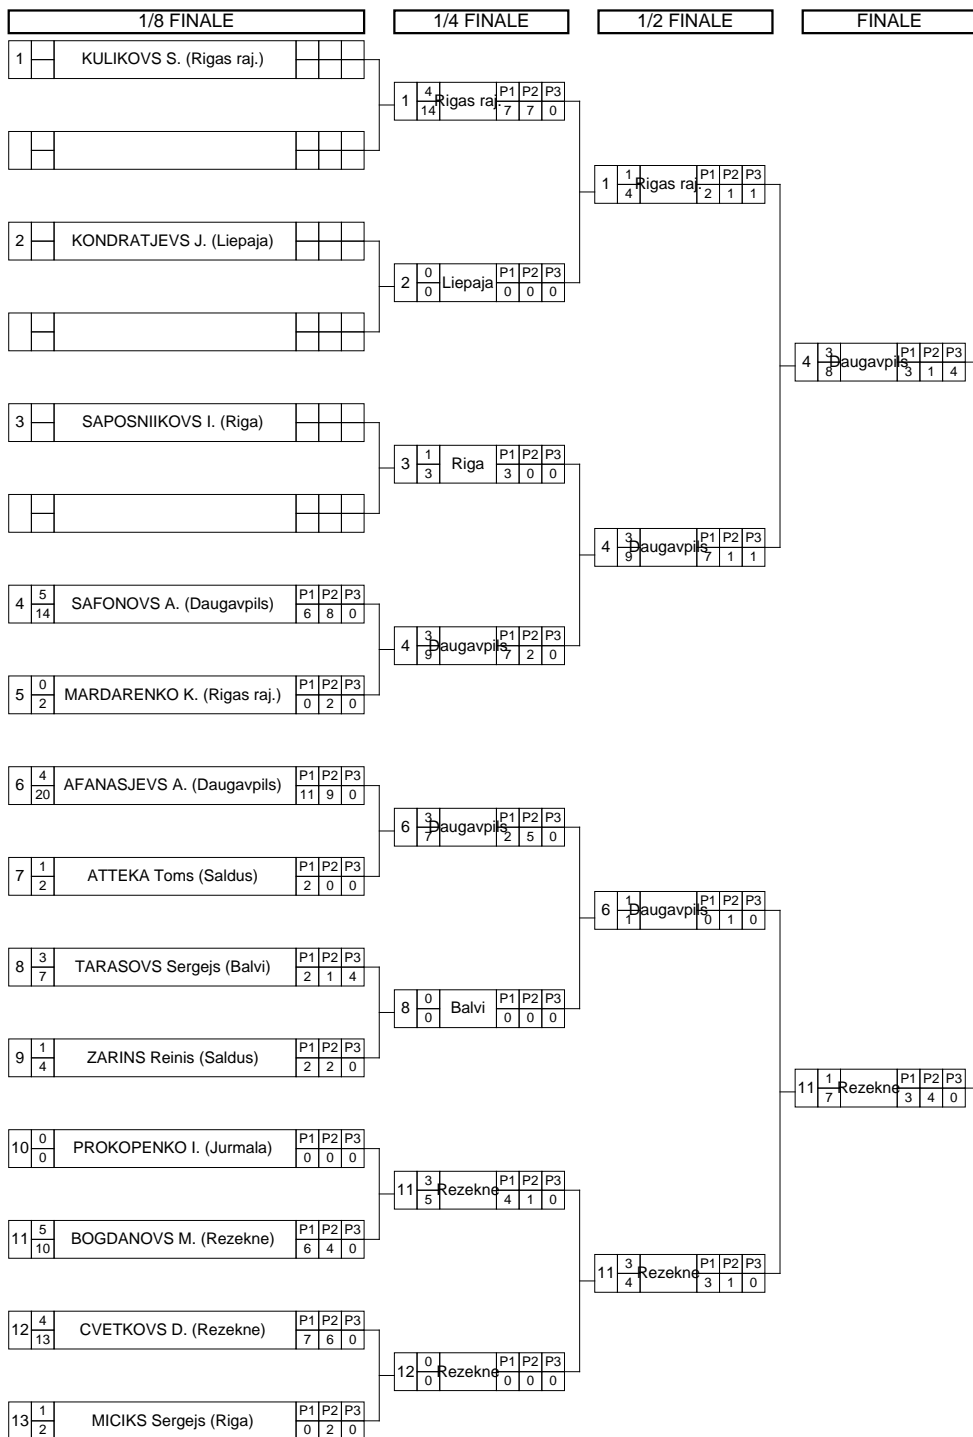 1/8 FINALE 1/4 FINALE 1/2 FINALE FINALE
1 KULIKOVS S. (Rigas raj.)
1 4 Rigas raj. P1 P2 P3
14 7 7 0
1 1 Rigas raj. P1 P2 P3
4 2 1 1
2 KONDRATJEVS J. (Liepaja)
2 0 Liepaja P1 P2 P3
0 0 0 0
4 3 Daugavpils P1 P2 P3
8 3 1 4
3 SAPOSNIIKOVS I. (Riga)
3 1 Riga P1 P2 P3
3 3 0 0
4 3 Daugavpils P1 P2 P3
9 7 1 1
4 5 SAFONOVS A. (Daugavpils) P1 P2 P3
14 6 8 0
4 3 Daugavpils P1 P2 P3
9 7 2 0
5 0 MARDARENKO K. (Rigas raj.) P1 P2 P3
2 0 2 0
6 4 AFANASJEVS A. (Daugavpils) P1 P2 P3
20 11 9 0
6 3 Daugavpils P1 P2 P3
7 2 5 0
7 1 ATTEKA Toms (Saldus) P1 P2 P3
2 2 0 0
6 1 Daugavpils P1 P2 P3
1 0 1 0
8 3 TARASOVS Sergejs (Balvi) P1 P2 P3
7 2 1 4
8 0 Balvi P1 P2 P3
0 0 0 0
9 1 ZARINS Reinis (Saldus) P1 P2 P3
4 2 2 0
11 1 Rezekne P1 P2 P3
7 3 4 0
10 0 PROKOPENKO I. (Jurmala) P1 P2 P3
0 0 0 0
11 3 Rezekne P1 P2 P3
5 4 1 0
11 5 BOGDANOVS M. (Rezekne) P1 P2 P3
10 6 4 0
11 3 Rezekne P1 P2 P3
4 3 1 0
12 4 CVETKOVS D. (Rezekne) P1 P2 P3
13 7 6 0
12 0 Rezekne P1 P2 P3
0 0 0 0
13 1 MICIKS Sergejs (Riga) P1 P2 P3
2 0 2 0